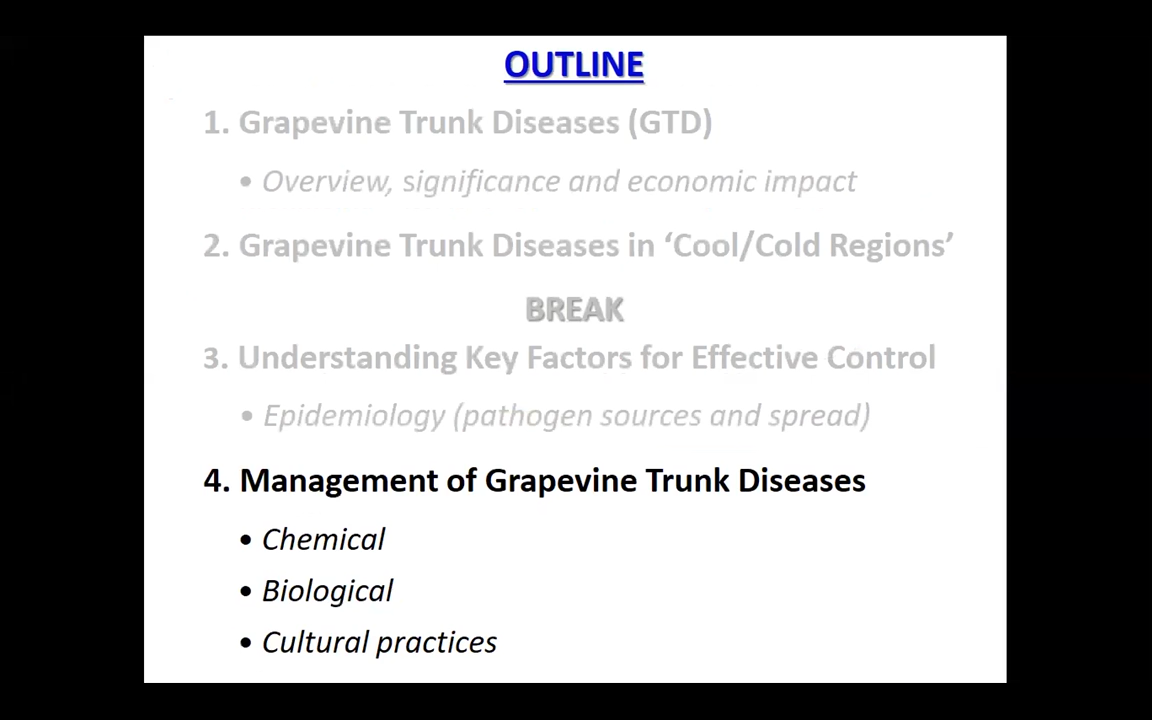 OUTLINE
1. Grapevine Trunk Diseases (GTD)
• Overview, significance and economic impact
2. Grapevine Trunk Diseases in ‘Cool/Cold Regions’
BREAK
3. Understanding Key Factors for Effective Control
• Epidemiology (pathogen sources and spread)
4. Management of Grapevine Trunk Diseases
• Chemical
• Biological
• Cultural practices